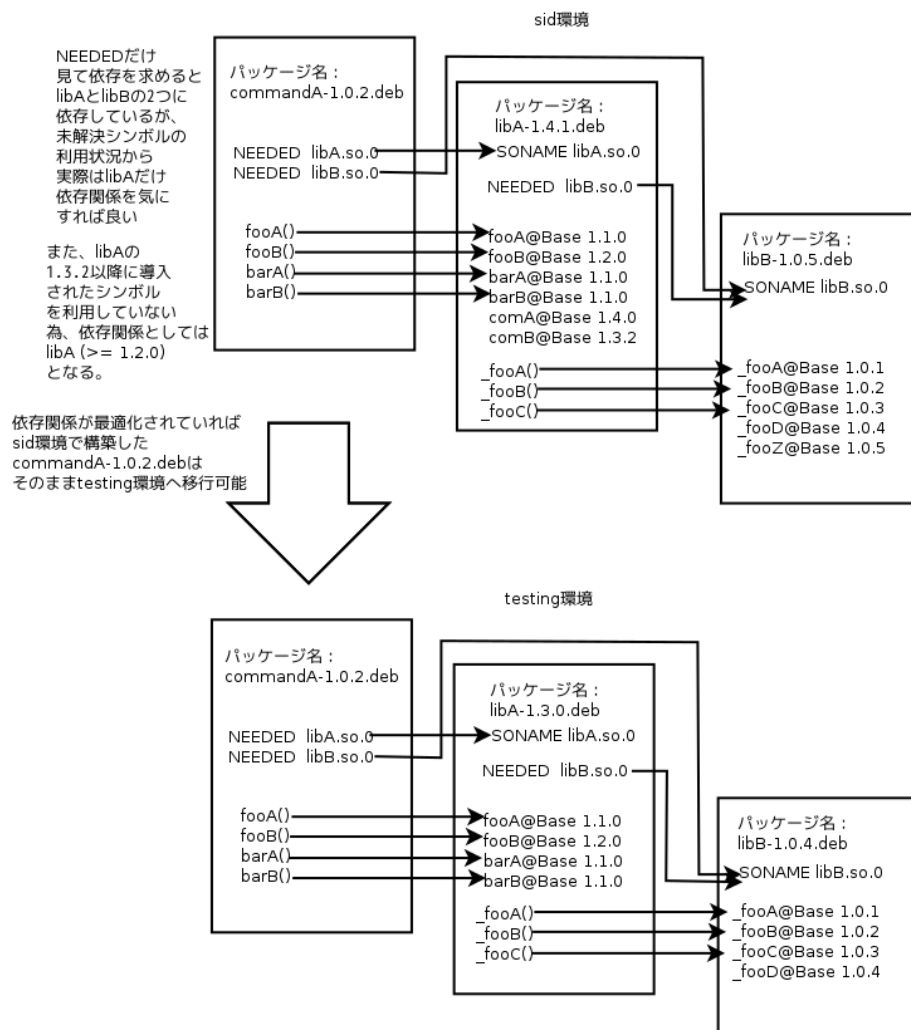 sid環境
NEEDEDだけ
見て依存を求めると
libAとlibBの2つに
依存しているが、
未解決シンボルの
利用状況から
実際はlibAだけ
依存関係を気に
すれば良い
また、libAの
1.3.2以降に導入
されたシンボル
を利用していない
為、依存関係としては
libA (>= 1.2.0)
となる。
パッケージ名：
commandA-1.0.2.deb
NEEDED libA.so.0
NEEDED libB.so.0
fooA()
fooB()
barA()
barB()
パッケージ名：
libA-1.4.1.deb
SONAME libA.so.0
NEEDED libB.so.0
fooA@Base 1.1.0
fooB@Base 1.2.0
barA@Base 1.1.0
barB@Base 1.1.0
comA@Base 1.4.0
comB@Base 1.3.2
_fooA()
_fooB()
_fooC()
パッケージ名：
libB-1.0.5.deb
SONAME libB.so.0
_fooA@Base 1.0.1
_fooB@Base 1.0.2
_fooC@Base 1.0.3
_fooD@Base 1.0.4
_fooZ@Base 1.0.5
依存関係が最適化されていれば
sid環境で構築した
commandA-1.0.2.debは
そのままtesting環境へ移行可能
testing環境
パッケージ名：
commandA-1.0.2.deb
NEEDED libA.so.0
NEEDED libB.so.0
fooA()
fooB()
barA()
barB()
パッケージ名：
libA-1.3.0.deb
SONAME libA.so.0
NEEDED libB.so.0
fooA@Base 1.1.0
fooB@Base 1.2.0
barA@Base 1.1.0
barB@Base 1.1.0
_fooA()
_fooB()
_fooC()
パッケージ名：
libB-1.0.4.deb
SONAME libB.so.0
_fooA@Base 1.0.1
_fooB@Base 1.0.2
_fooC@Base 1.0.3
_fooD@Base 1.0.4